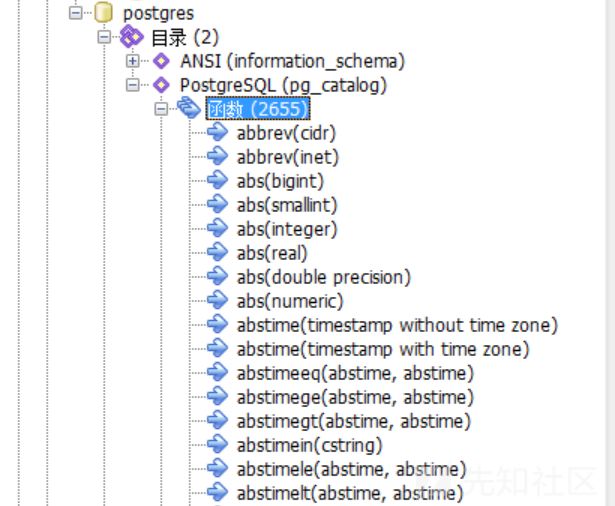 postgres
目录 (2)
ANSI (information_schema)
PostgreSQL (pg_catalog)
函数 (2655)
abbrev(cidr)
abbrev(inet)
abs(bigint)
abs(smallint)
abs(integer)
abs(real)
abs(double precision)
abs(numeric)
abstime(timestamp without time zone)
abstime(timestamp with time zone)
abstimeeq(abstime, abstime)
abstimege(abstime, abstime)
abstimegt(abstime, abstime)
abstimein(cstring)
abstimele(abstime, abstime)
abstimelt(abstime, abstime)
先知社区